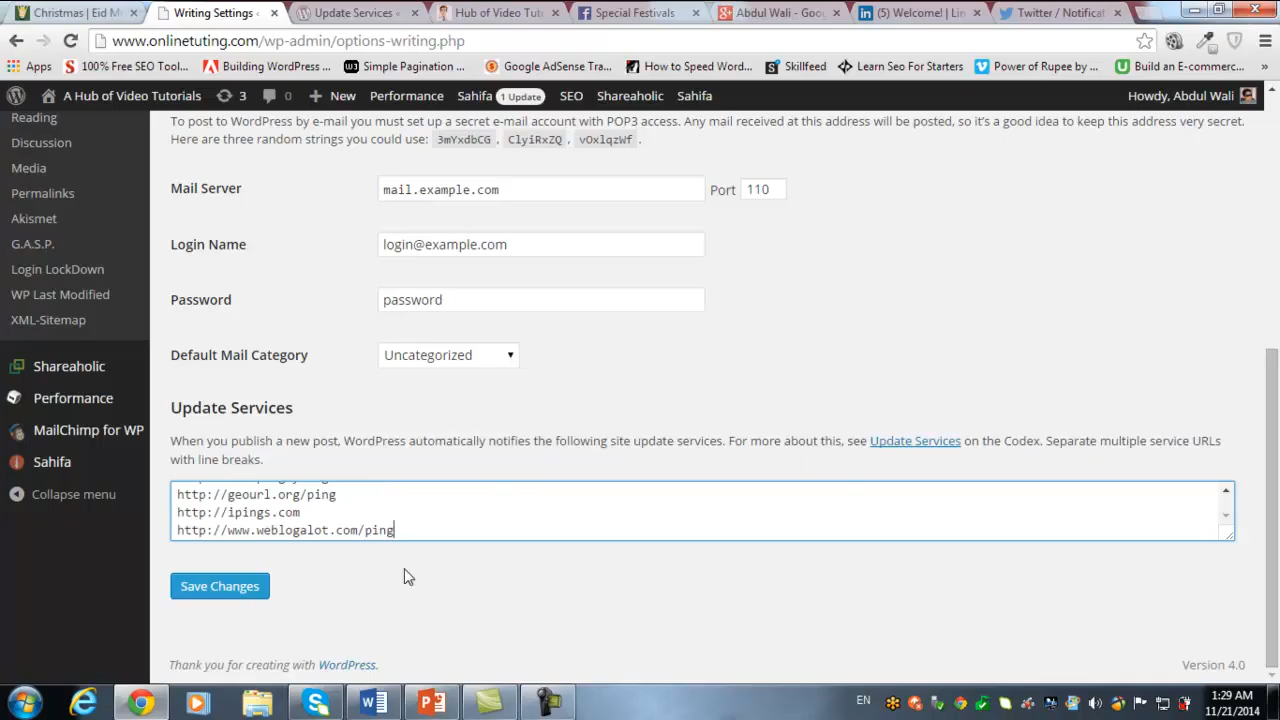 Christmas | Eid M
Writing Settings ‹
Update Services «
Hub of Video Tut
Special Festivals
Abdul Wali - Goo
(5) Welcome! | Lin
Twitter / Notificat
www.onlinetuting.com/wp-admin/options-writing.php
Apps
100% Free SEO Tool...
Building WordPress ...
Simple Pagination ...
Google AdSense Tra...
How to Speed Word...
Skillfeed
Learn Seo For Starters
Power of Rupee by ...
Build an E-commerc...
»
A Hub of Video Tutorials
3
0
New
Performance
Sahifa 1 Update
SEO
Shareaholic
Sahifa
Howdy, Abdul Wali
Reading
Discussion
Media
Permalinks
Akismet
G.A.S.P.
Login LockDown
WP Last Modified
XML-Sitemap
Shareaholic
Performance
MailChimp for WP
Sahifa
Collapse menu
To post to WordPress by e-mail you must set up a secret e-mail account with POP3 access. Any mail received at this address will be posted, so it's a good idea to keep this address very secret.
Here are three random strings you could use: 3mYxdbCG , ClyiRxZQ , vOxlqzWf .
Mail Server
mail.example.com
Port 110
Login Name
login@example.com
Password
password
Default Mail Category
Uncategorized
Update Services
When you publish a new post, WordPress automatically notifies the following site update services. For more about this, see Update Services on the Codex. Separate multiple service URLs
with line breaks.
http://geourl.org/ping
http://ipings.com
http://www.weblogalot.com/ping
Save Changes
Thank you for creating with WordPress.
Version 4.0
EN
1:29 AM
11/21/2014